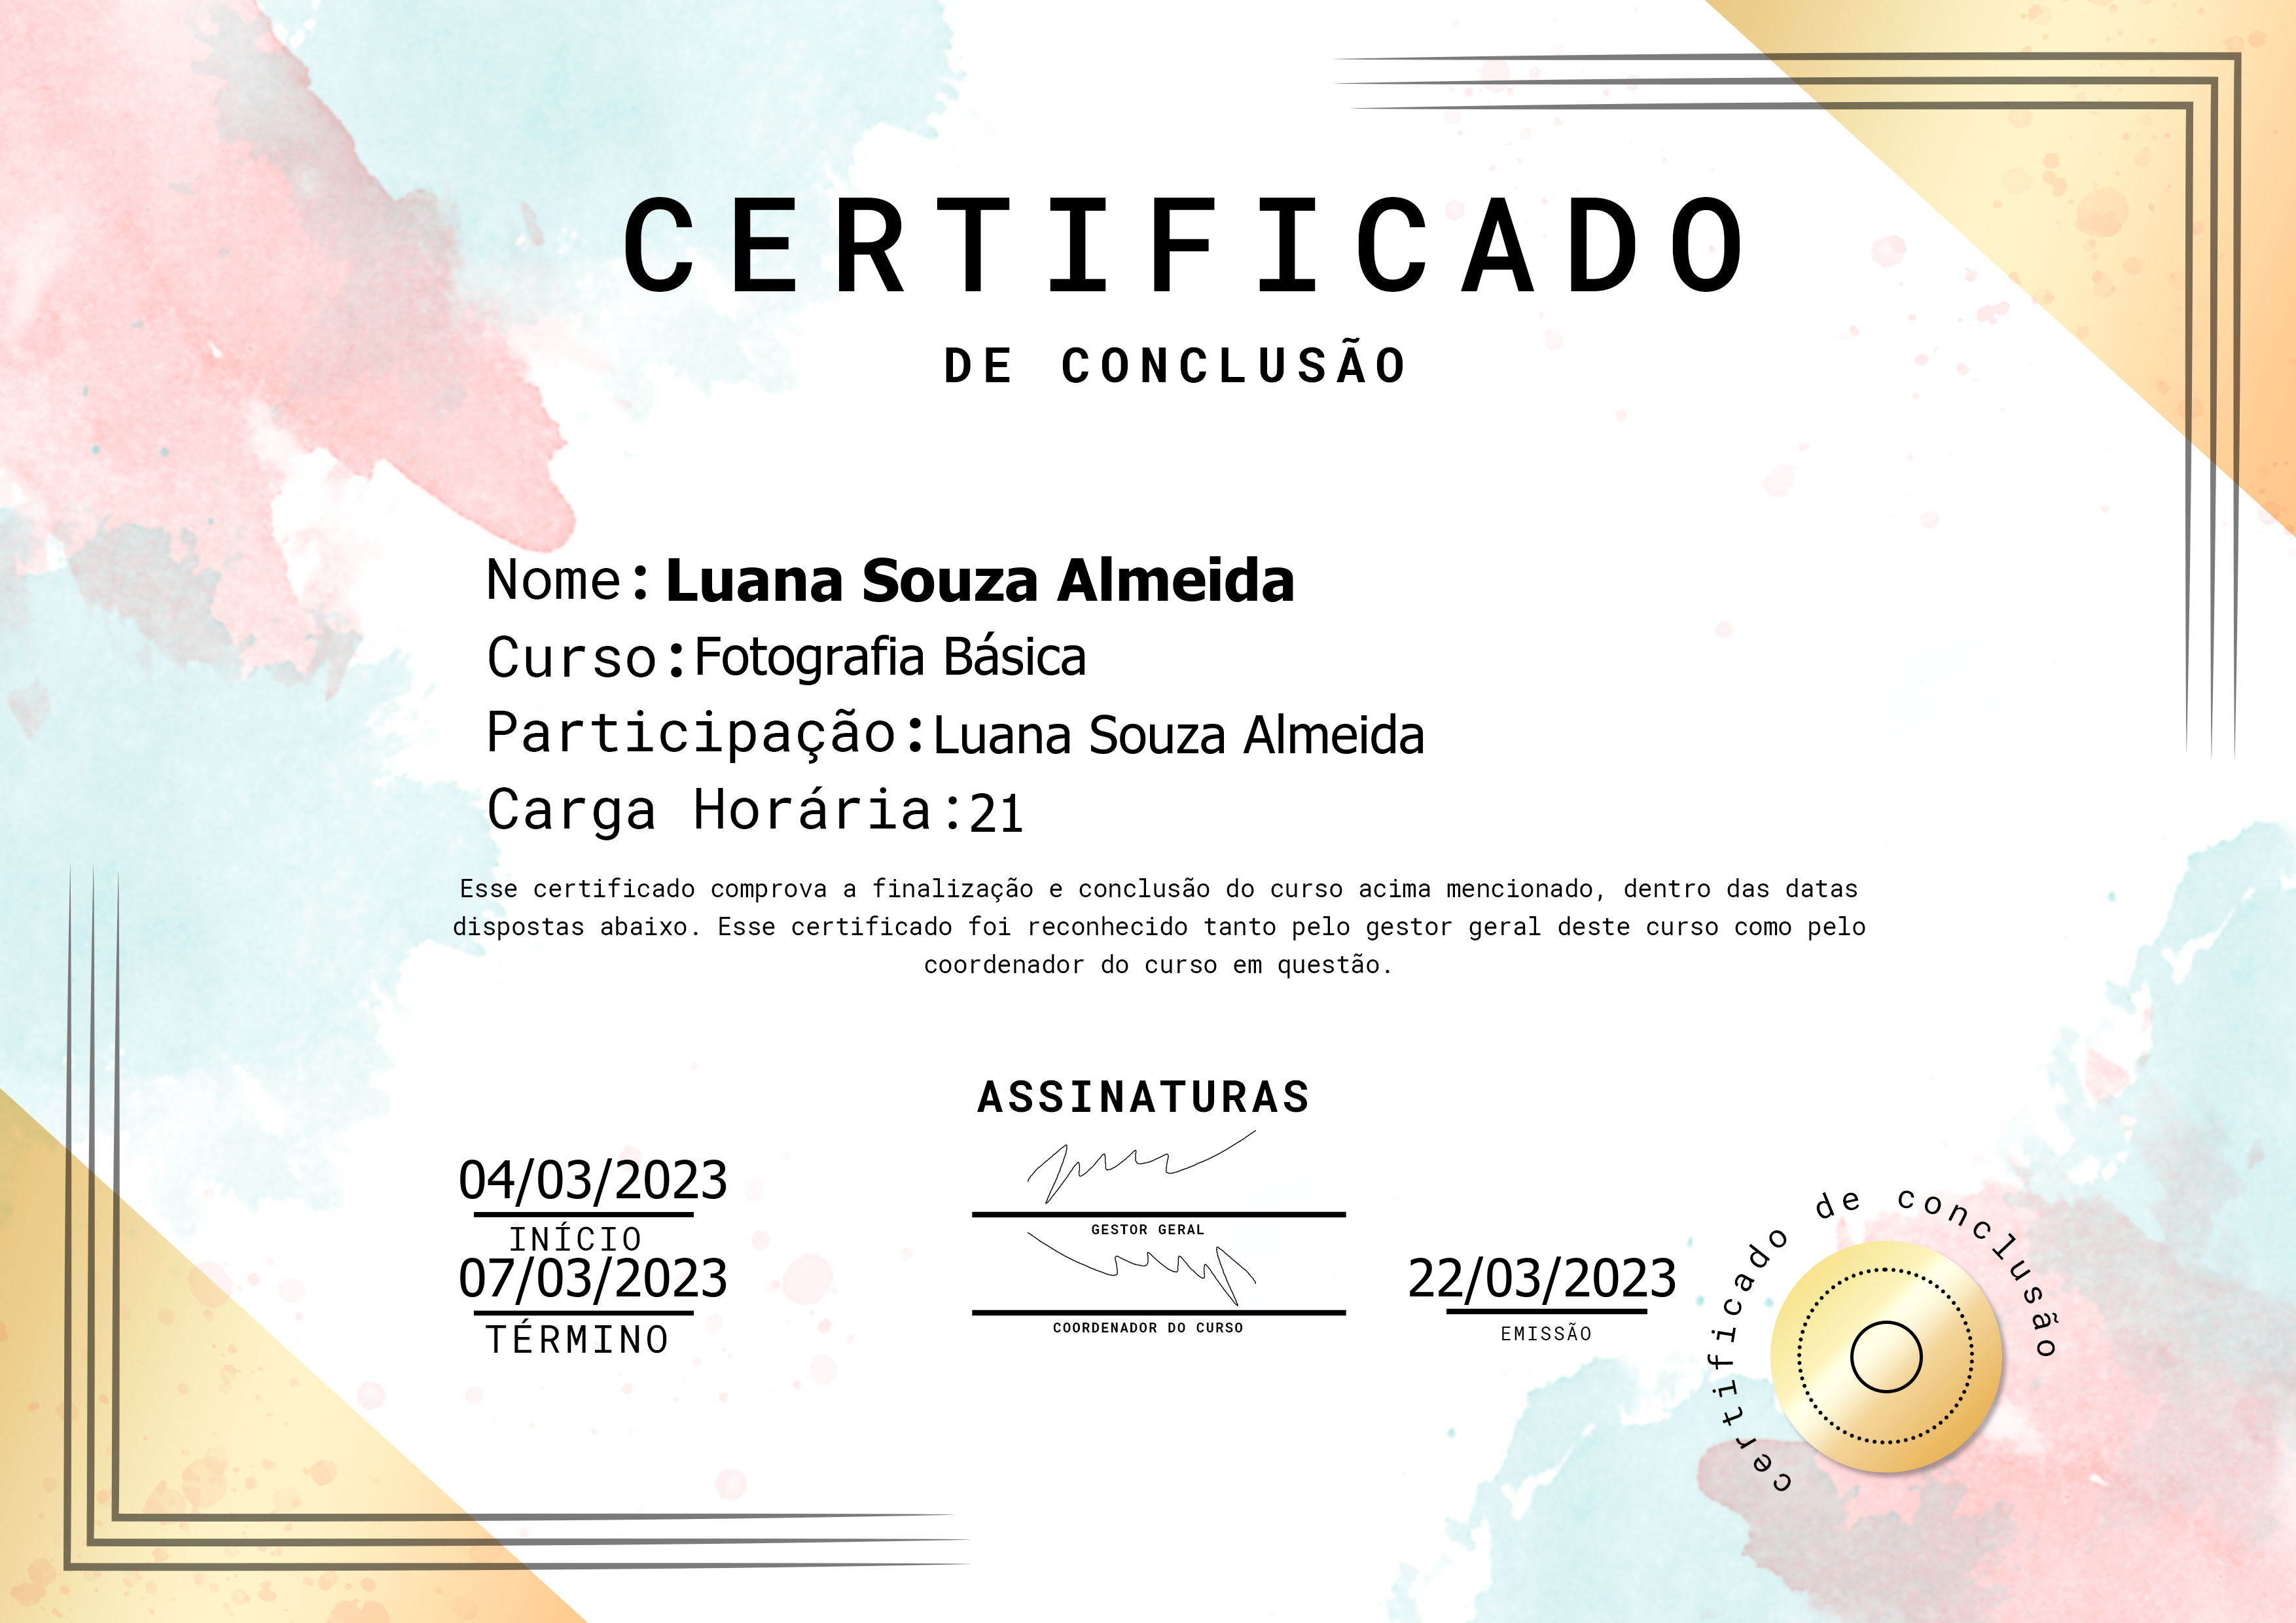 CERTIFICADO
DE CONCLUSÃO
Nome: Luana Souza Almeida
Curso: Fotografia Básica
Participação: Luana Souza Almeida
Carga Horária: 21
Esse certificado comprova a finalização e conclusão do curso acima mencionado, dentro das datas
dispostas abaixo. Esse certificado foi reconhecido tanto pelo gestor geral deste curso como pelo
coordenador do curso em questão.
ASSINATURAS
04/03/2023
INÍCIO
GESTOR GERAL
07/03/2023
TÉRMINO
COORDENADOR DO CURSO
22/03/2023
EMISSÃO
certificado de conclusão